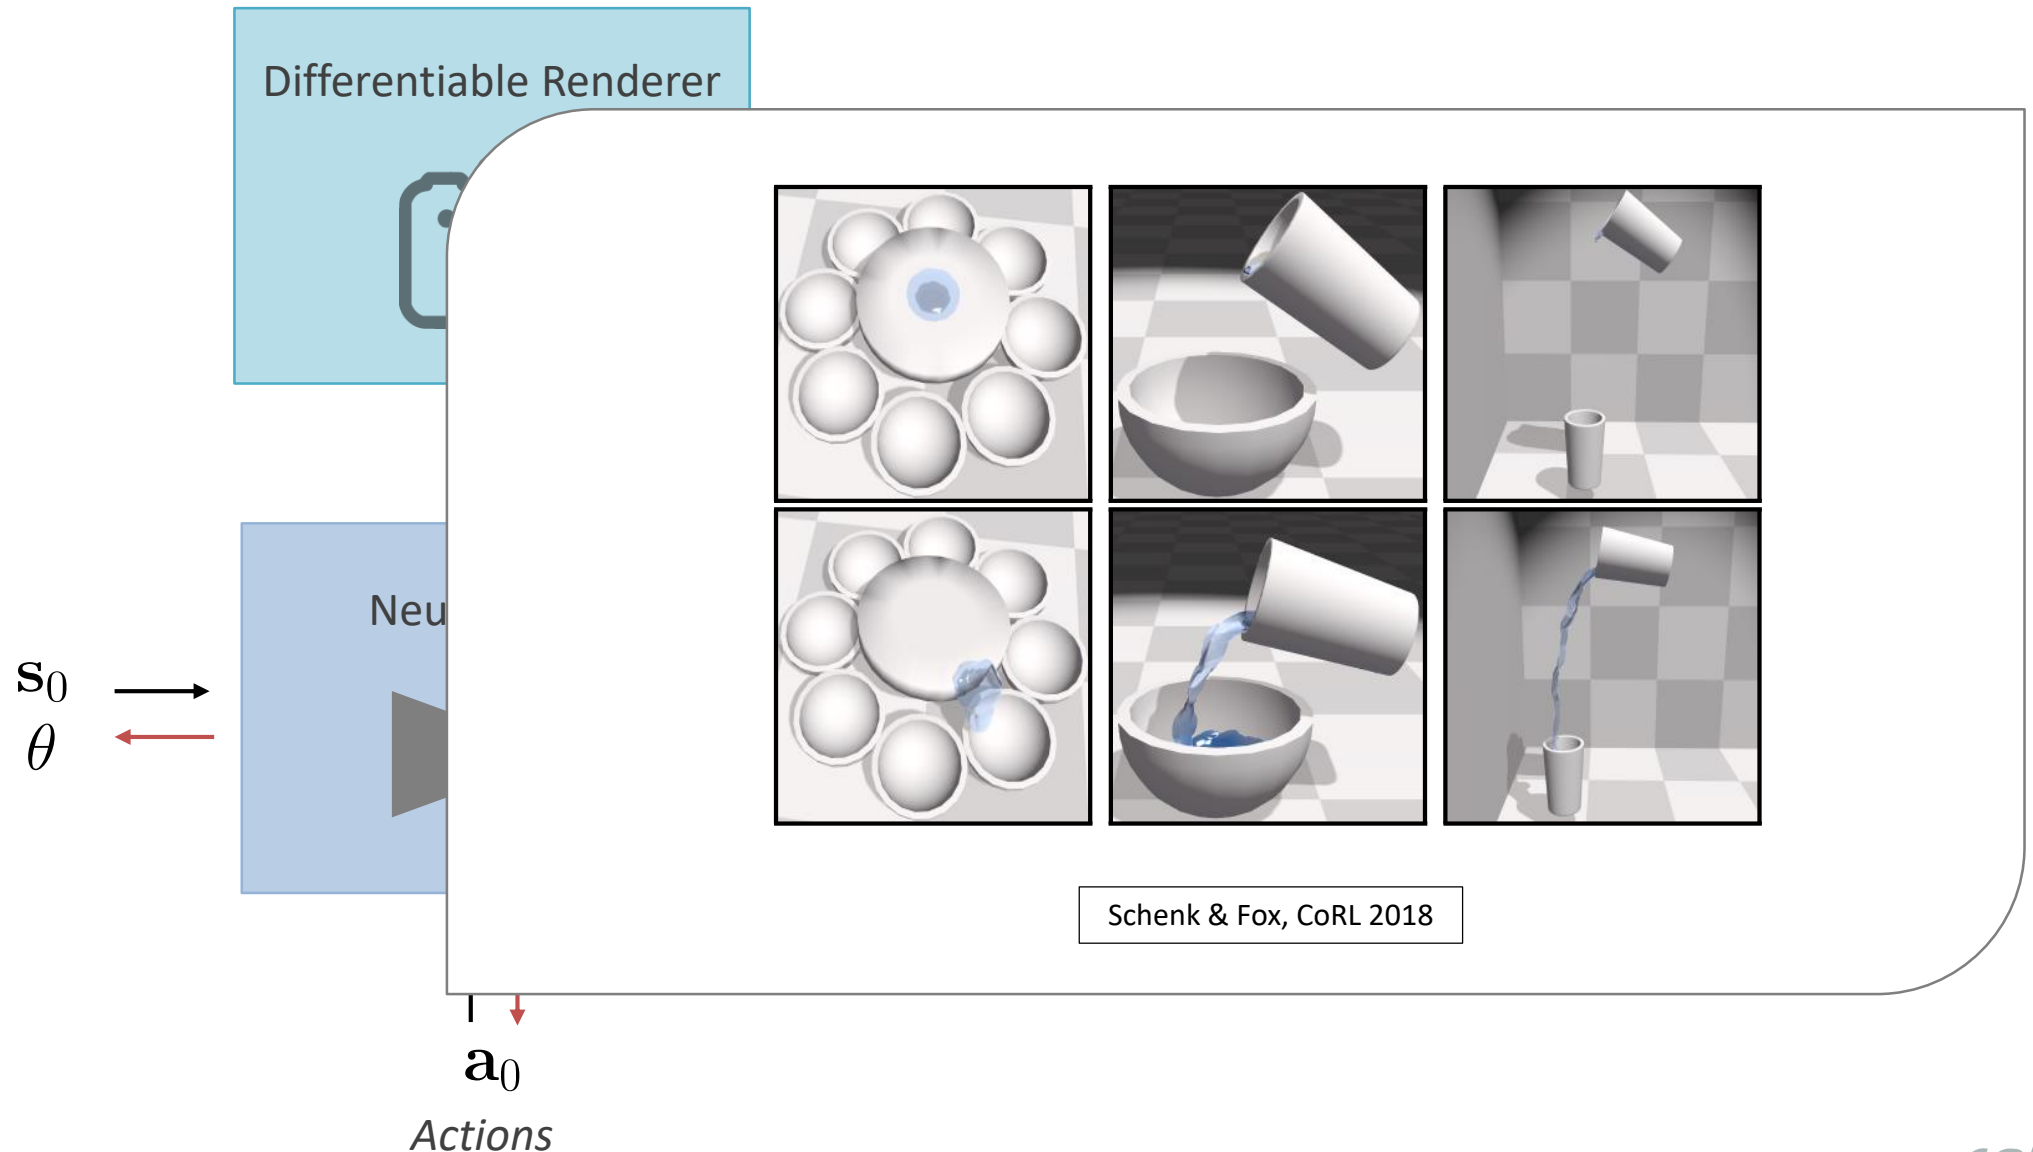 Differentiable Renderer
Neu
s₀
θ
Schenk & Fox, CoRL 2018
a₀
Actions